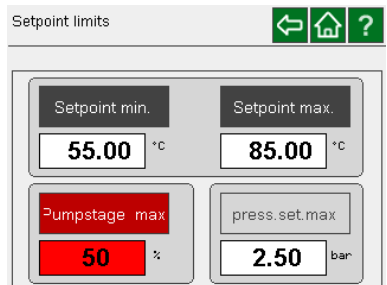 Setpoint limits
?
Setpoint min. Setpoint max.
55.00 °C 85.00 °C
Pumpstage max press.set.max
50 % 2.50 bar